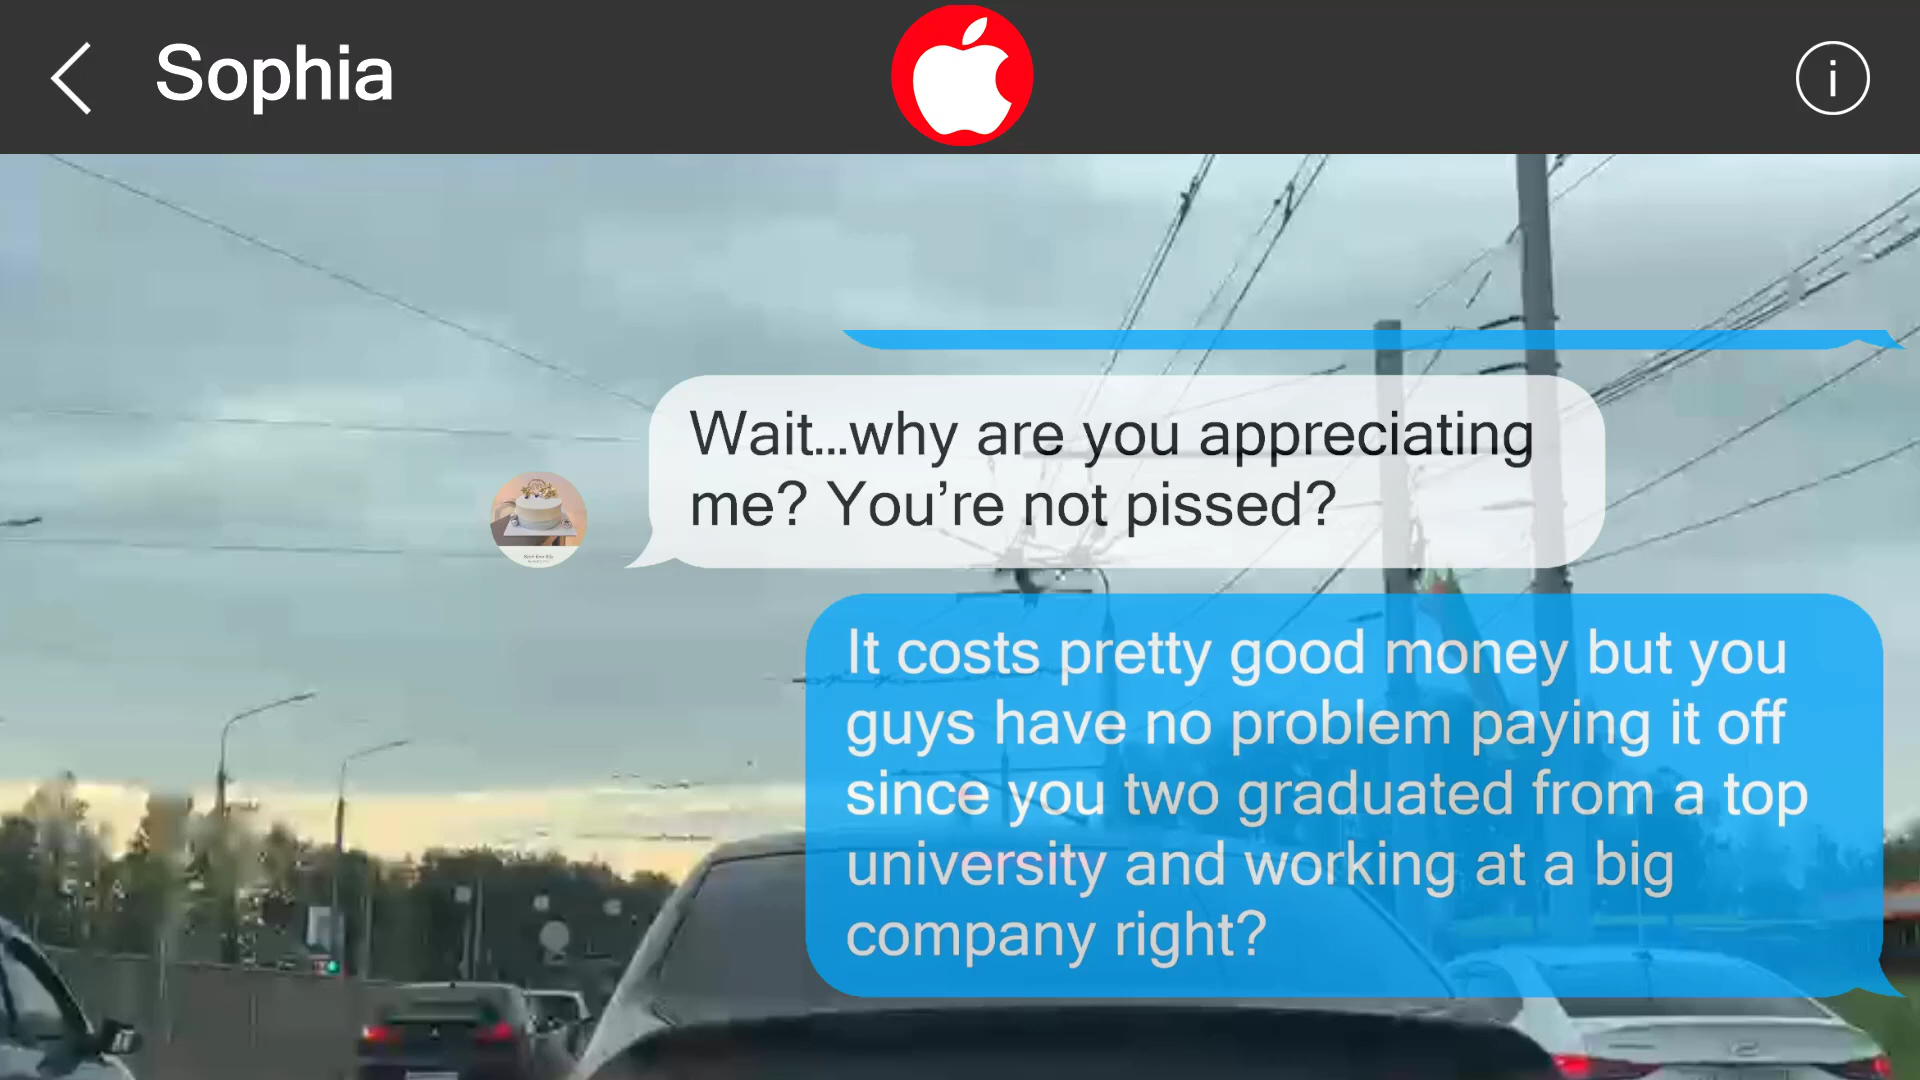 Sophia
i
Wait...why are you appreciating
me? You’re not pissed?
It costs pretty good money but you
guys have no problem paying it off
since you two graduated from a top
university and working at a big
company right?